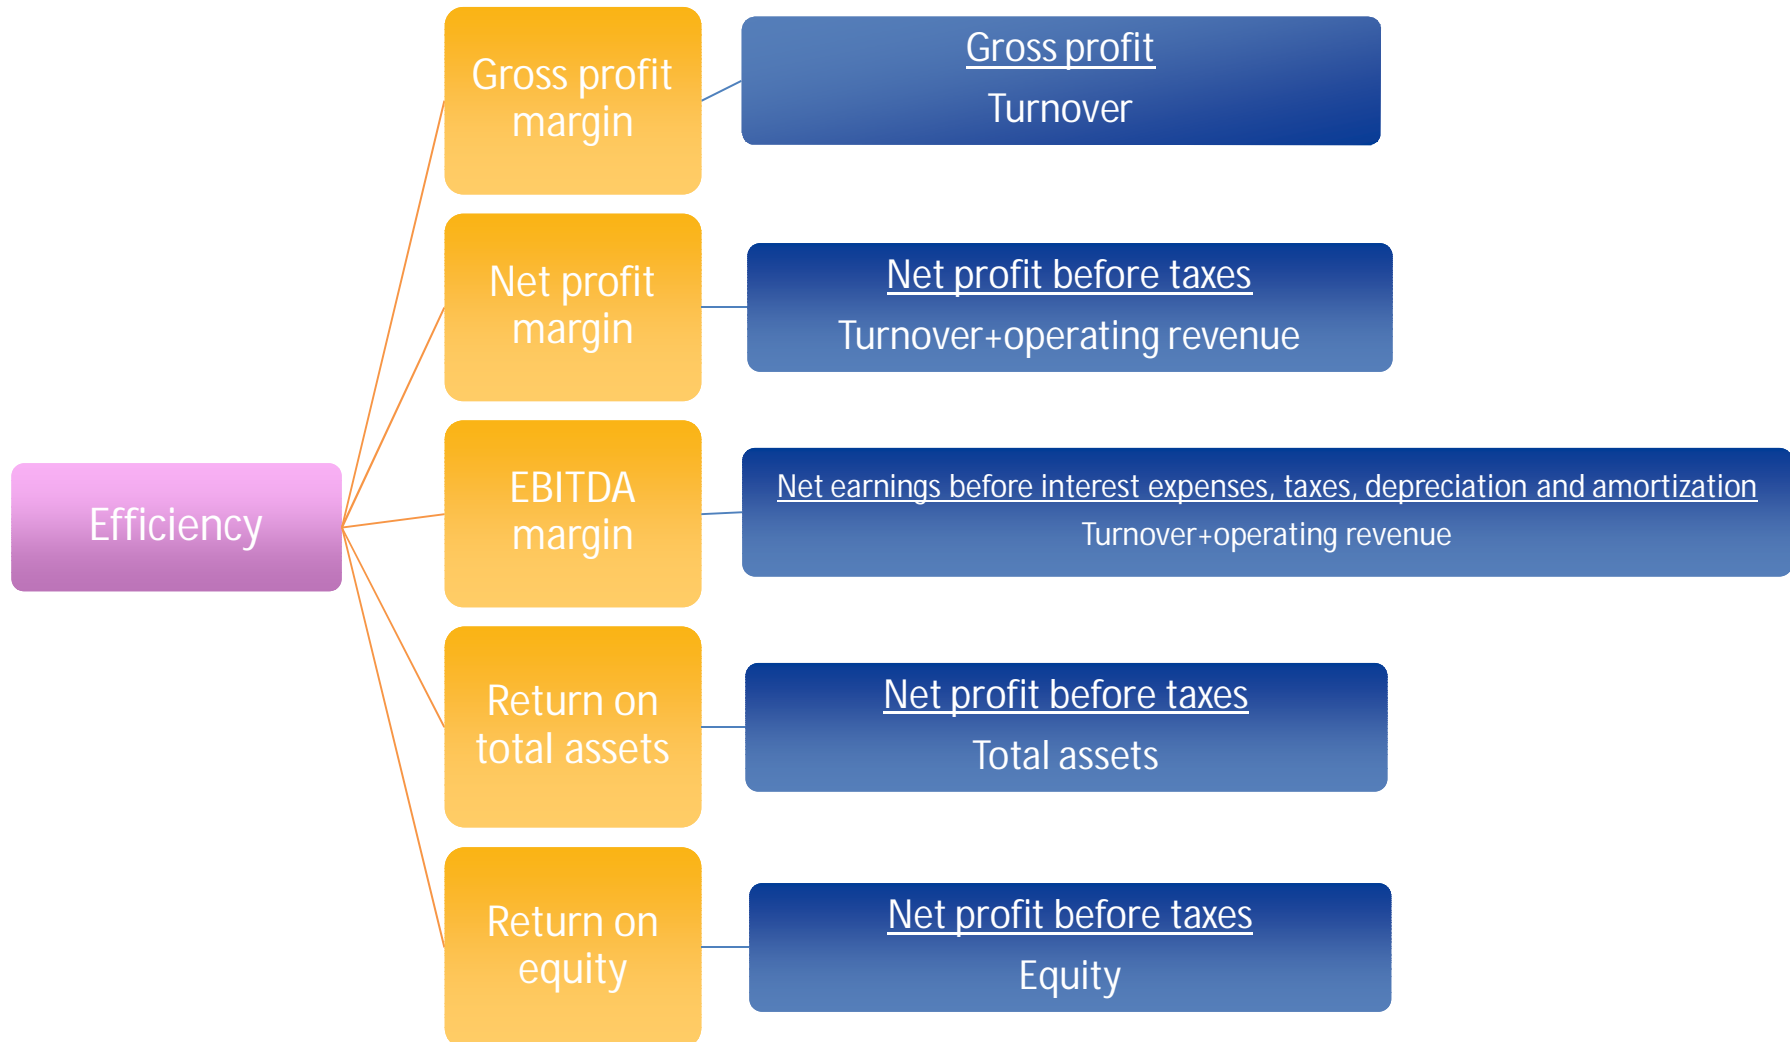 Gross profit
margin
Gross profit
Turnover
Net profit
margin
Net profit before taxes
Turnover+operating revenue
Efficiency
EBITDA
margin
Net earnings before interest expenses, taxes, depreciation and amortization
Turnover+operating revenue
Return on
total assets
Net profit before taxes
Total assets
Return on
equity
Net profit before taxes
Equity